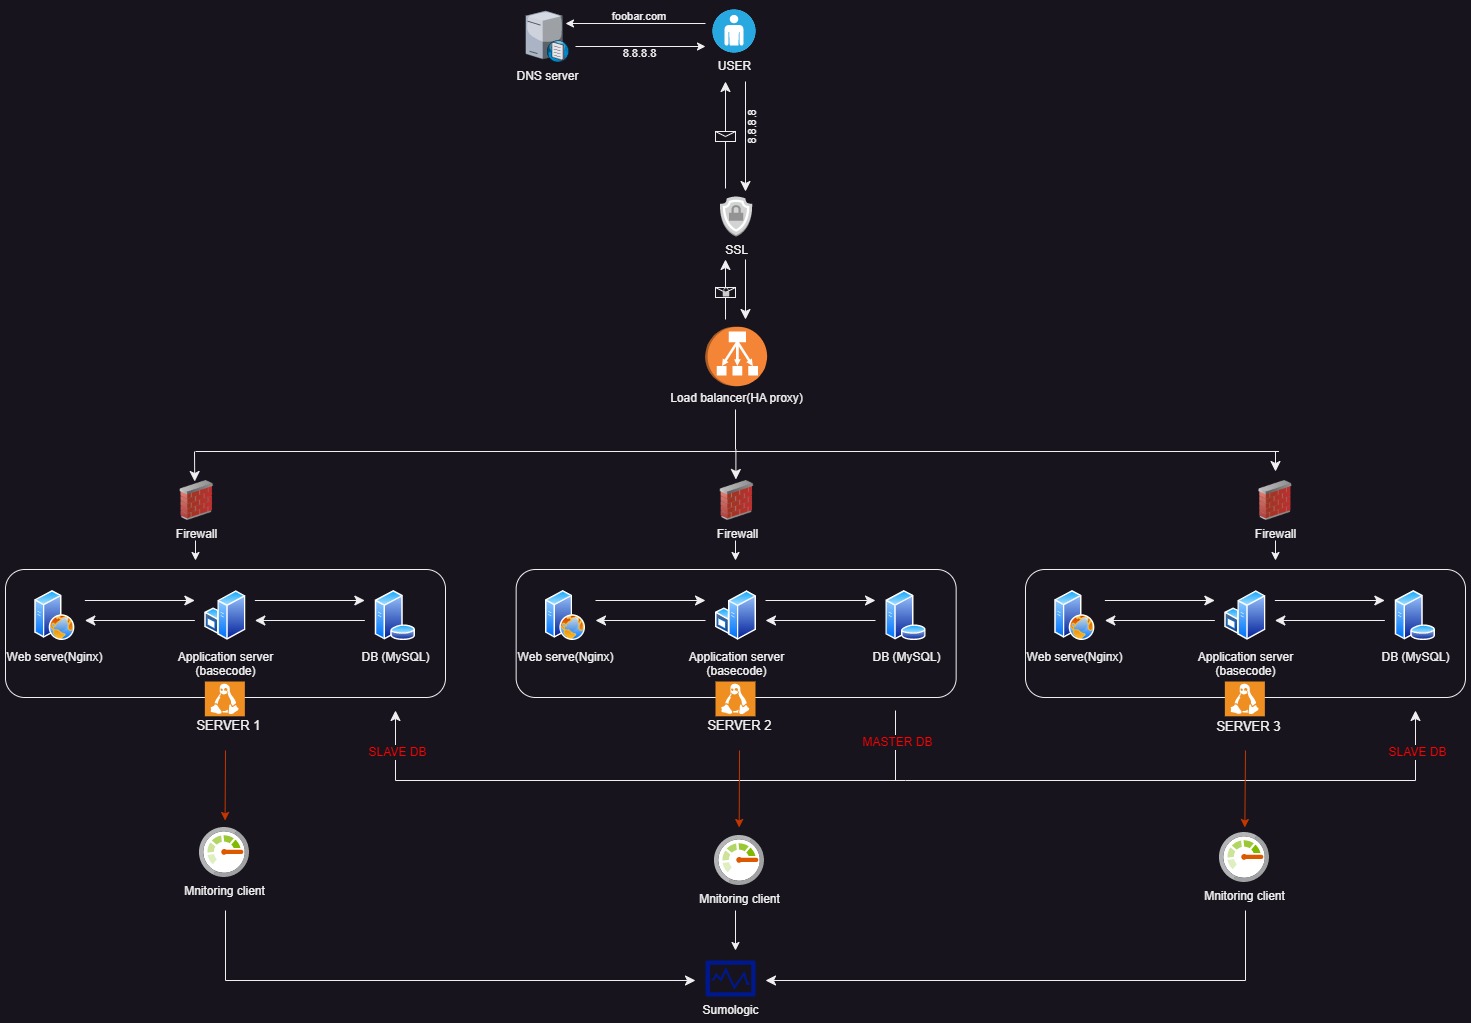 foobar.com
8.8.8.8
DNS server
USER
8.8.8.8
SSL
Load balancer(HA proxy)
Firewall
Firewall
Firewall
Web serve(Nginx)
Application server
(basecode)
DB (MySQL)
SERVER 1
Web serve(Nginx)
Application server
(basecode)
DB (MySQL)
SERVER 2
Web serve(Nginx)
Application server
(basecode)
DB (MySQL)
SERVER 3
SLAVE DB
MASTER DB
SLAVE DB
Mnitoring client
Mnitoring client
Mnitoring client
Sumologic